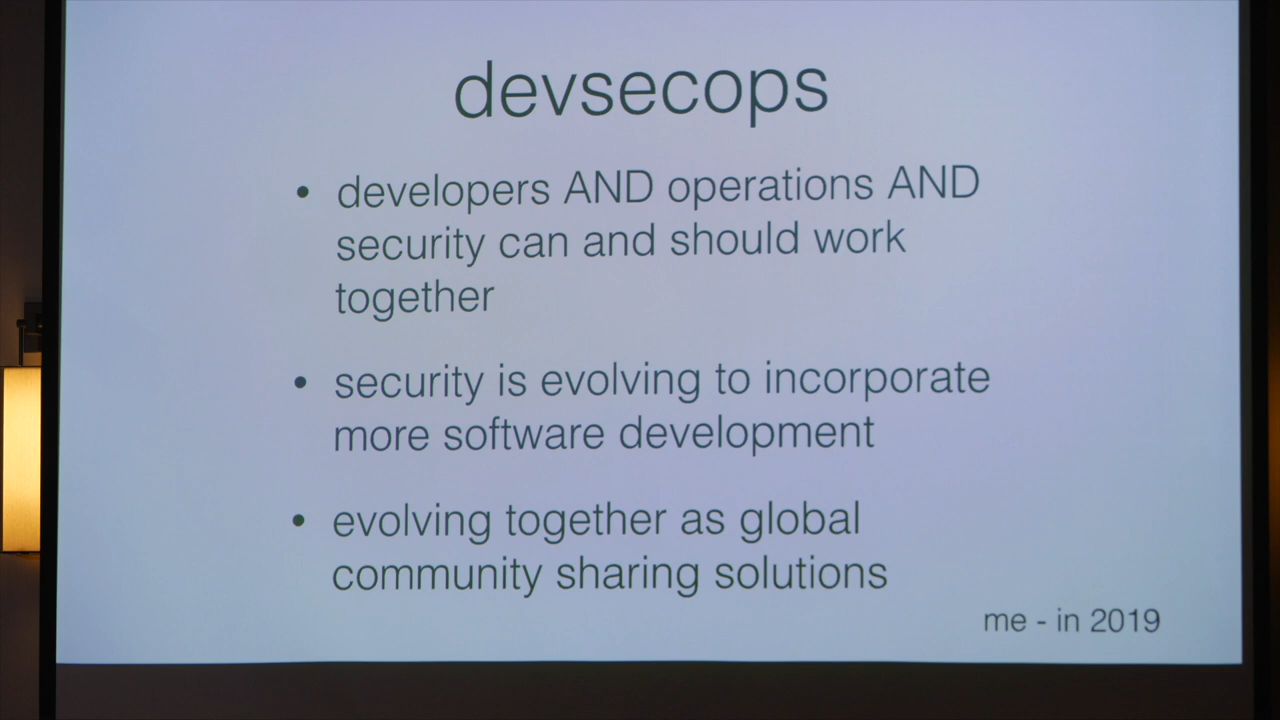 devsecops
• developers AND operations AND
security can and should work
together
• security is evolving to incorporate
more software development
• evolving together as global
community sharing solutions
me - in 2019